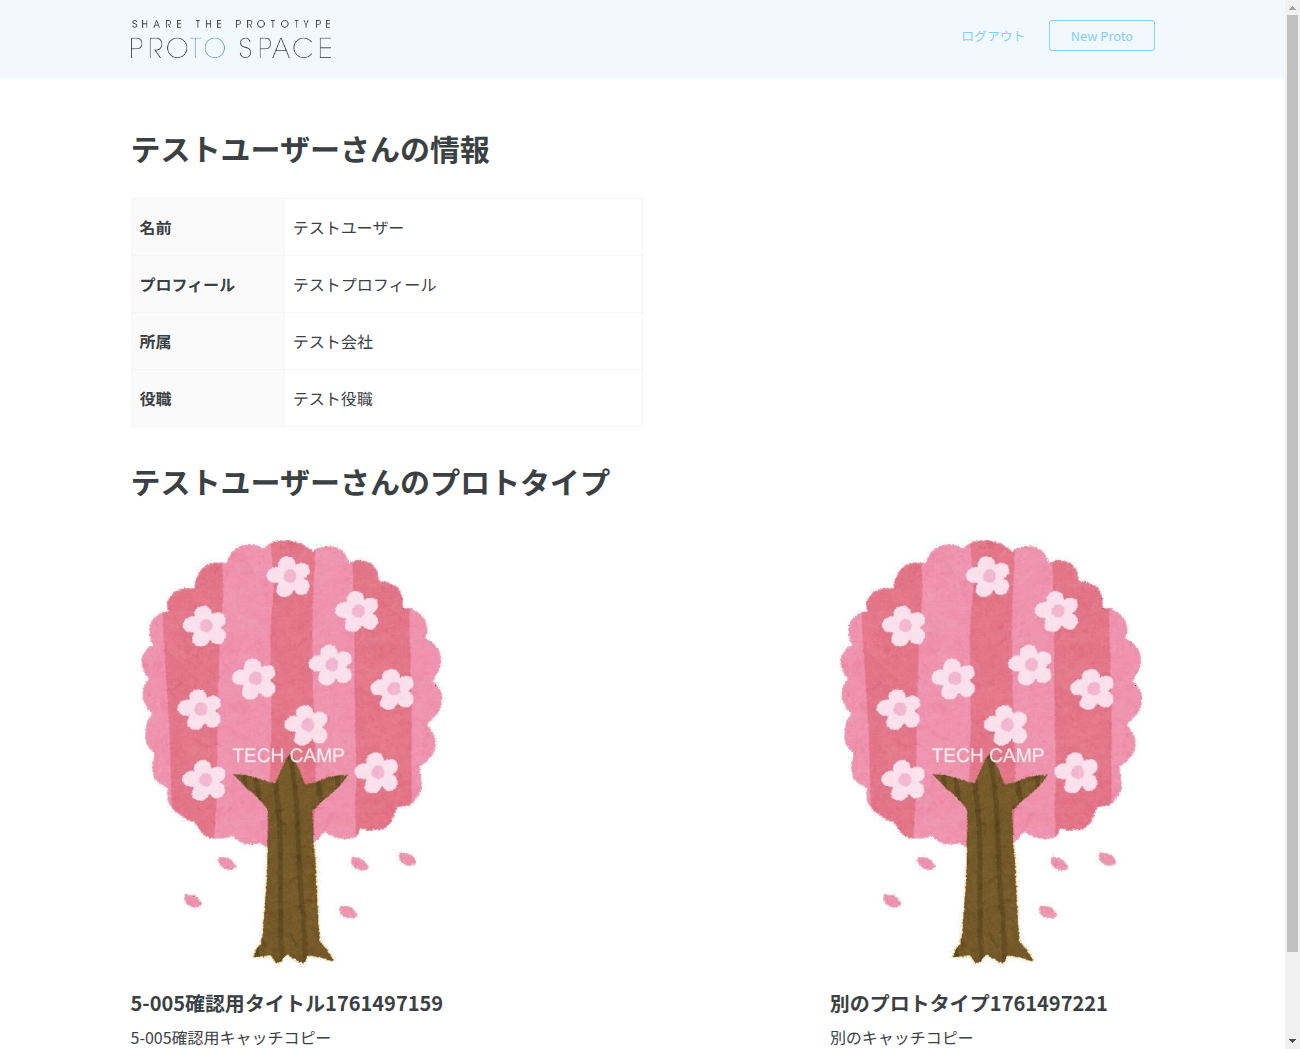 SHARE THE PROTOTYPE
PROTO SPACE
ログアウト
New Proto
テストユーザーさんの情報
名前 テストユーザー
プロフィール テストプロフィール
所属 テスト会社
役職 テスト役職
テストユーザーさんのプロトタイプ
TECH CAMP
TECH CAMP
5-005確認用タイトル1761497159
5-005確認用キャッチコピー
別のプロトタイプ1761497221
別のキャッチコピー